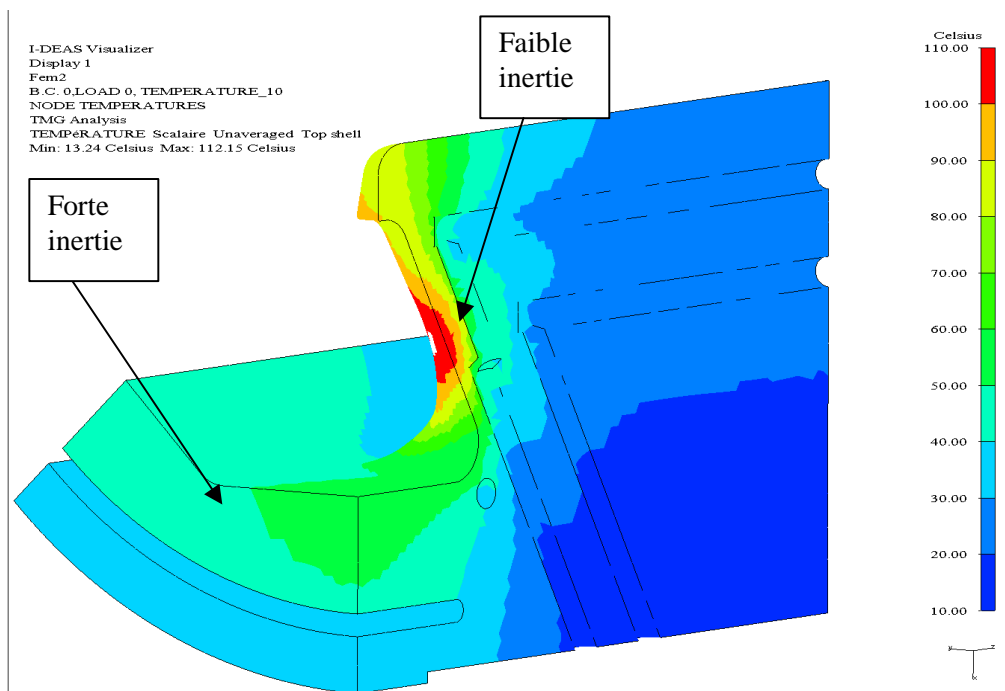 I-DEAS Visualizer
Display 1
Fem2
B.C. 0,LOAD 0, TEMPERATURE_10
NODE TEMPERATURES
TMG Analysis
TEMPéRATURE Scalaire Unaveraged Top shell
Min: 13.24 Celsius Max: 112.15 Celsius
Faible
inertie
Forte
inertie
Celsius
110.00
100.00
90.00
80.00
70.00
60.00
50.00
40.00
30.00
20.00
10.00
y
z
x